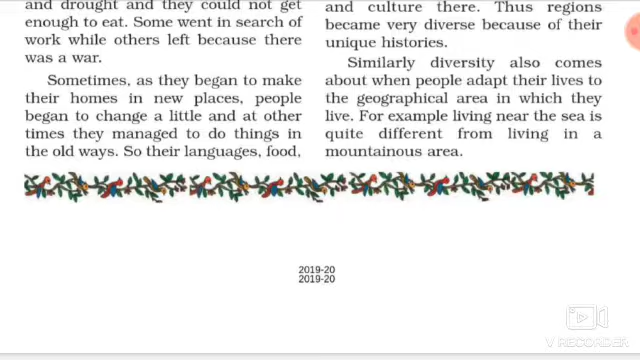 and drought and they could not get
enough to eat. Some went in search of
work while others left because there
was a war.
Sometimes, as they began to make
their homes in new places, people
began to change a little and at other
times they managed to do things in
the old ways. So their languages, food,
and culture there. Thus regions
became very diverse because of their
unique histories.
Similarly diversity also comes
about when people adapt their lives to
the geographical area in which they
live. For example living near the sea is
quite different from living in a
mountainous area.
2019-20
2019-20
V RECORDER